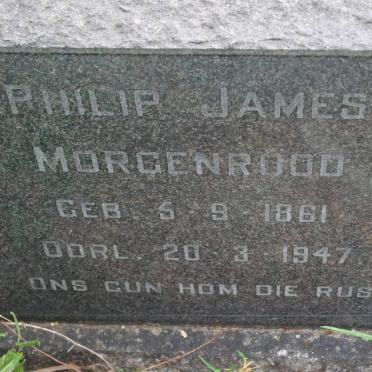 PHILIP JAMES
MORGENROOD
GEB. 5-9-1861
OORL. 20-3-1947
ONS GUN HOM DIE RUS